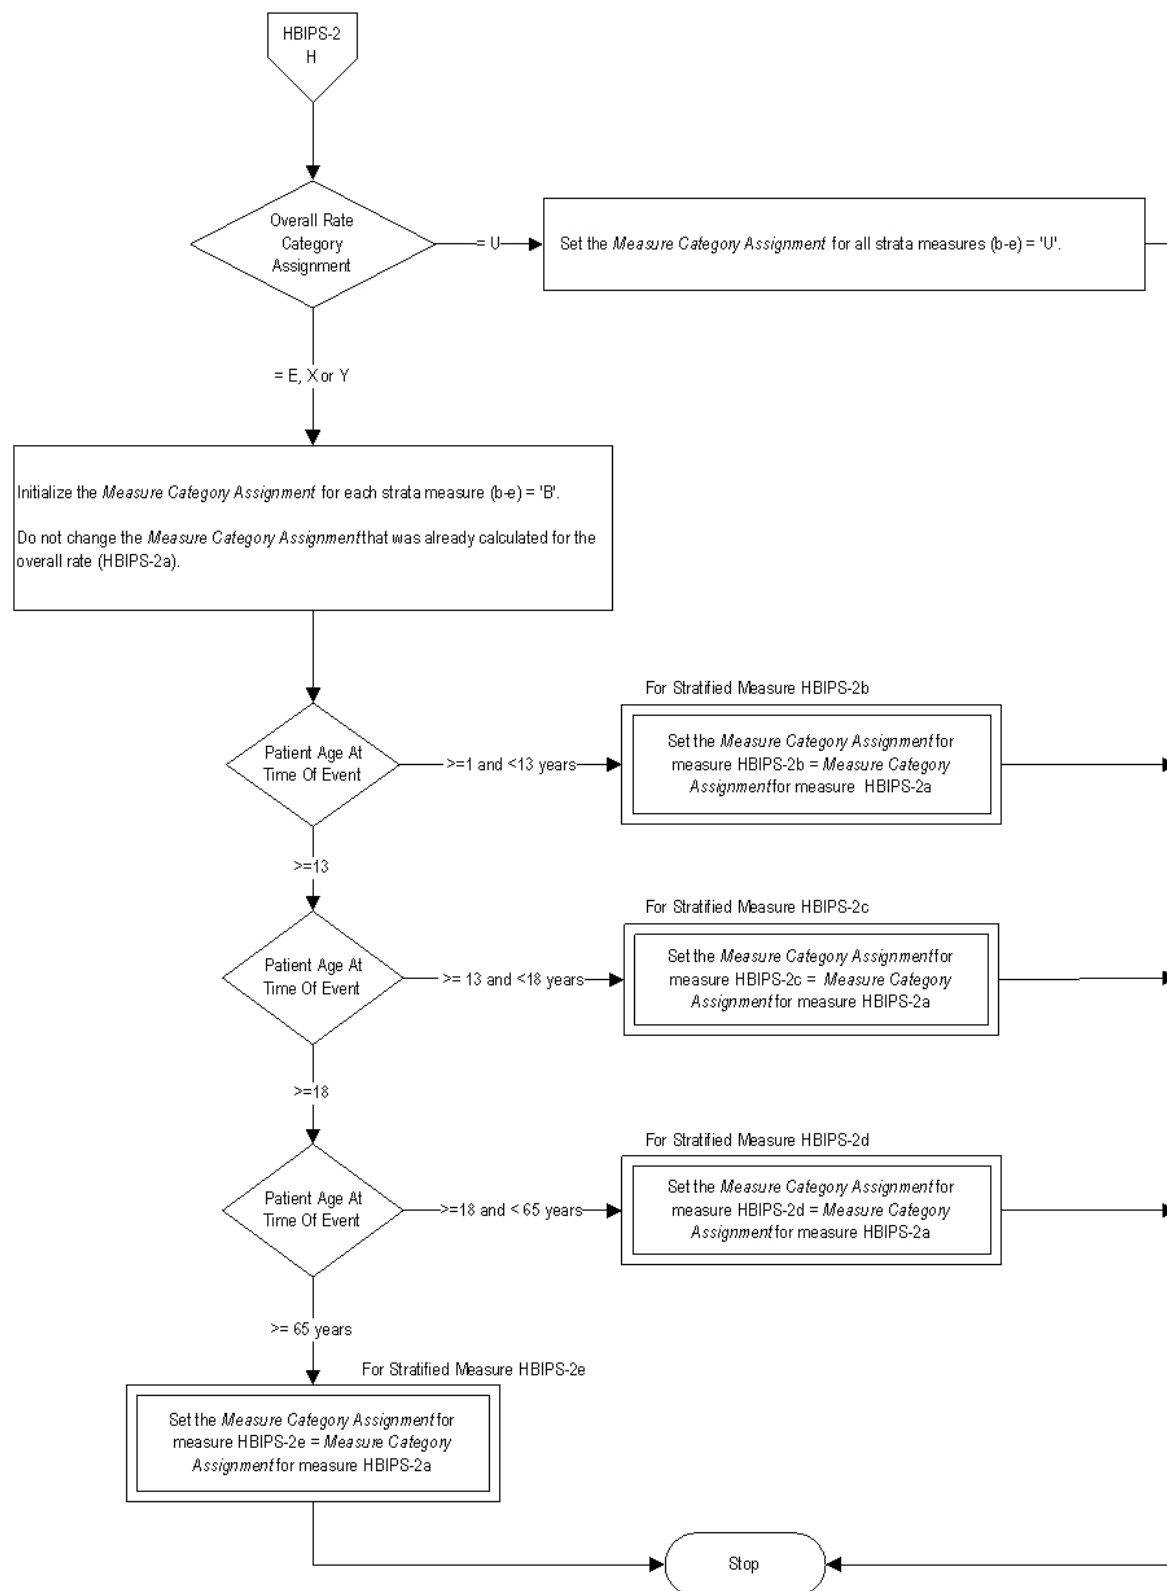 HBIPS-2
H
Overall Rate
Category
Assignment
= U
Set the Measure Category Assignment for all strata measures (b-e) = 'U'.
= E, X or Y
Initialize the Measure Category Assignment for each strata measure (b-e) = 'B'.
Do not change the Measure Category Assignment that was already calculated for the
overall rate (HBIPS-2a).
For Stratified Measure HBIPS-2b
Patient Age At
Time Of Event
>=1 and <13 years
Set the Measure Category Assignment for
measure HBIPS-2b = Measure Category
Assignment for measure HBIPS-2a
>=13
For Stratified Measure HBIPS-2c
Patient Age At
Time Of Event
>= 13 and <18 years
Set the Measure Category Assignment for
measure HBIPS-2c = Measure Category
Assignment for measure HBIPS-2a
>=18
For Stratified Measure HBIPS-2d
Patient Age At
Time Of Event
>=18 and < 65 years
Set the Measure Category Assignment for
measure HBIPS-2d = Measure Category
Assignment for measure HBIPS-2a
>= 65 years
For Stratified Measure HBIPS-2e
Set the Measure Category Assignment for
measure HBIPS-2e = Measure Category
Assignment for measure HBIPS-2a
Stop